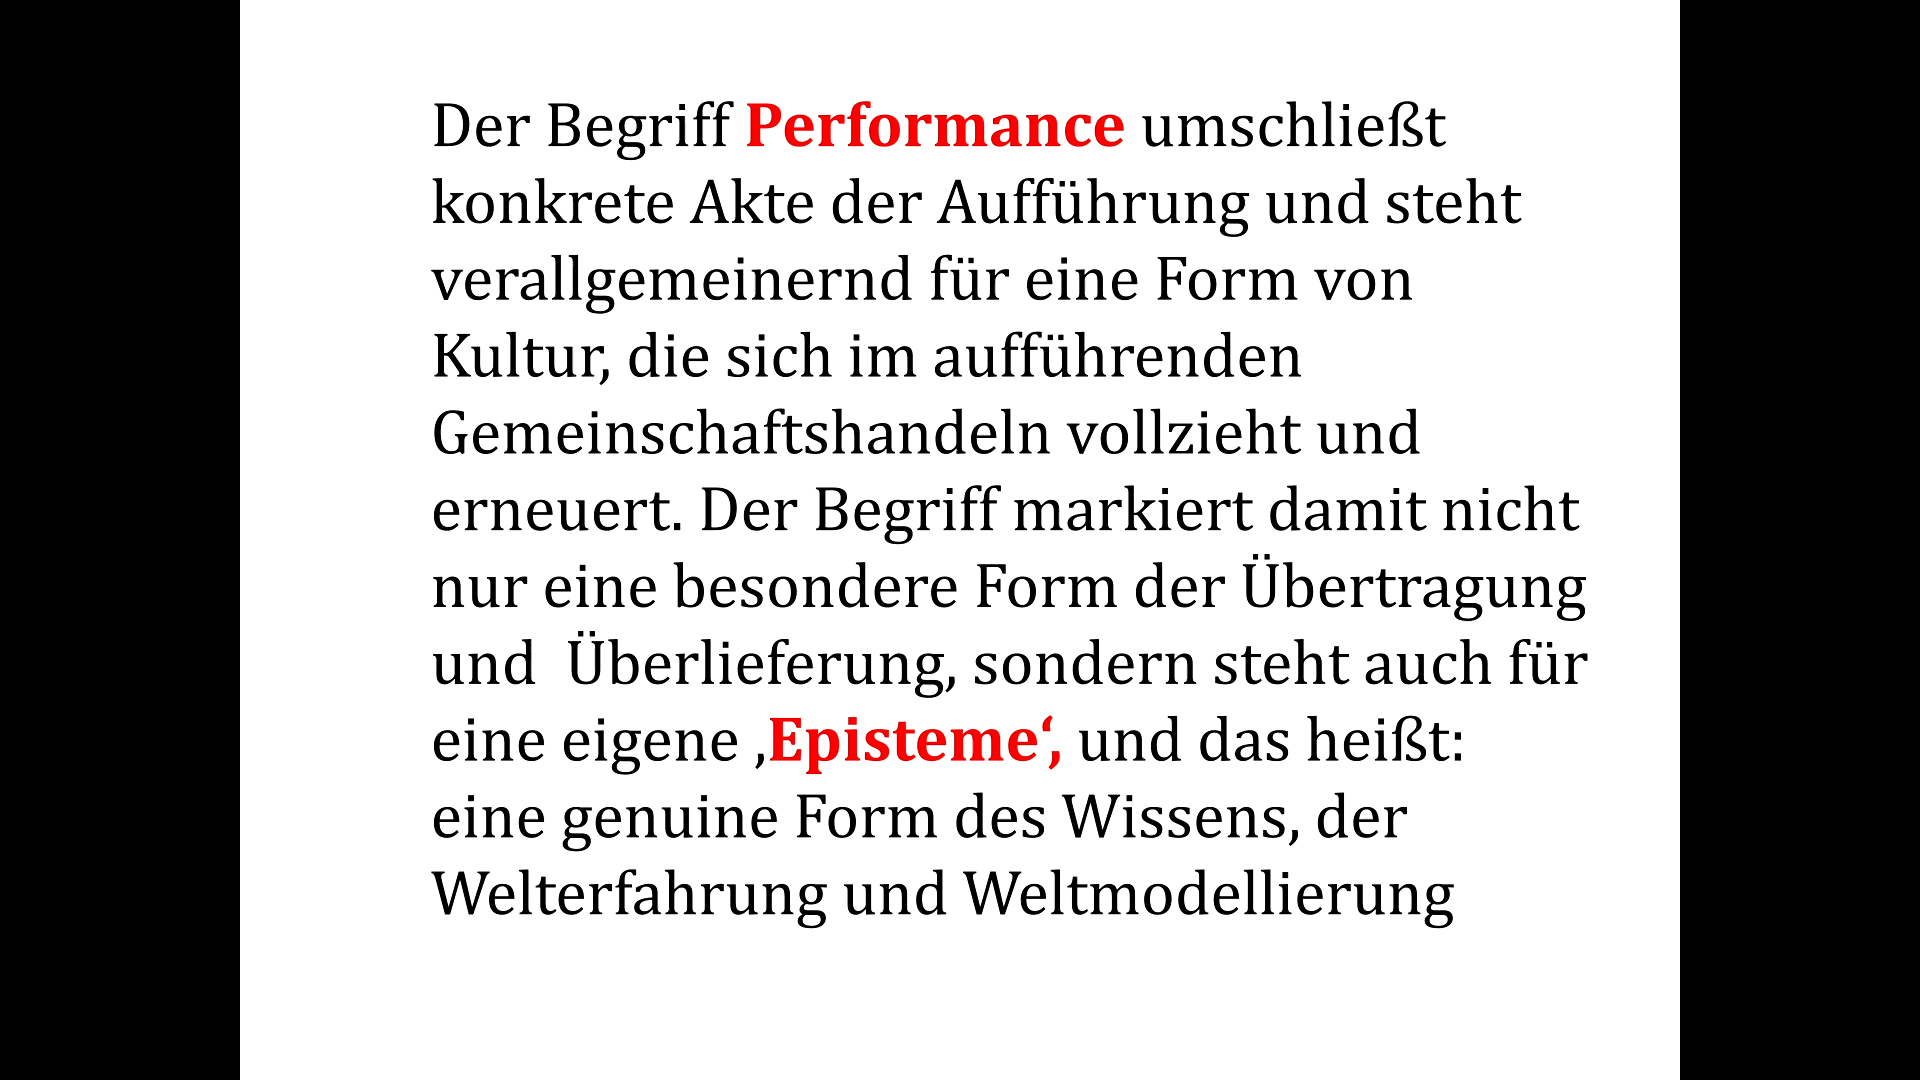 Der Begriff Performance umschließt
konkrete Akte der Aufführung und steht
verallgemeinernd für eine Form von
Kultur, die sich im aufführenden
Gemeinschaftshandeln vollzieht und
erneuert. Der Begriff markiert damit nicht
nur eine besondere Form der Übertragung
und  Überlieferung, sondern steht auch für
eine eigene ‚Episteme‘, und das heißt:
eine genuine Form des Wissens, der
Welterfahrung und Weltmodellierung